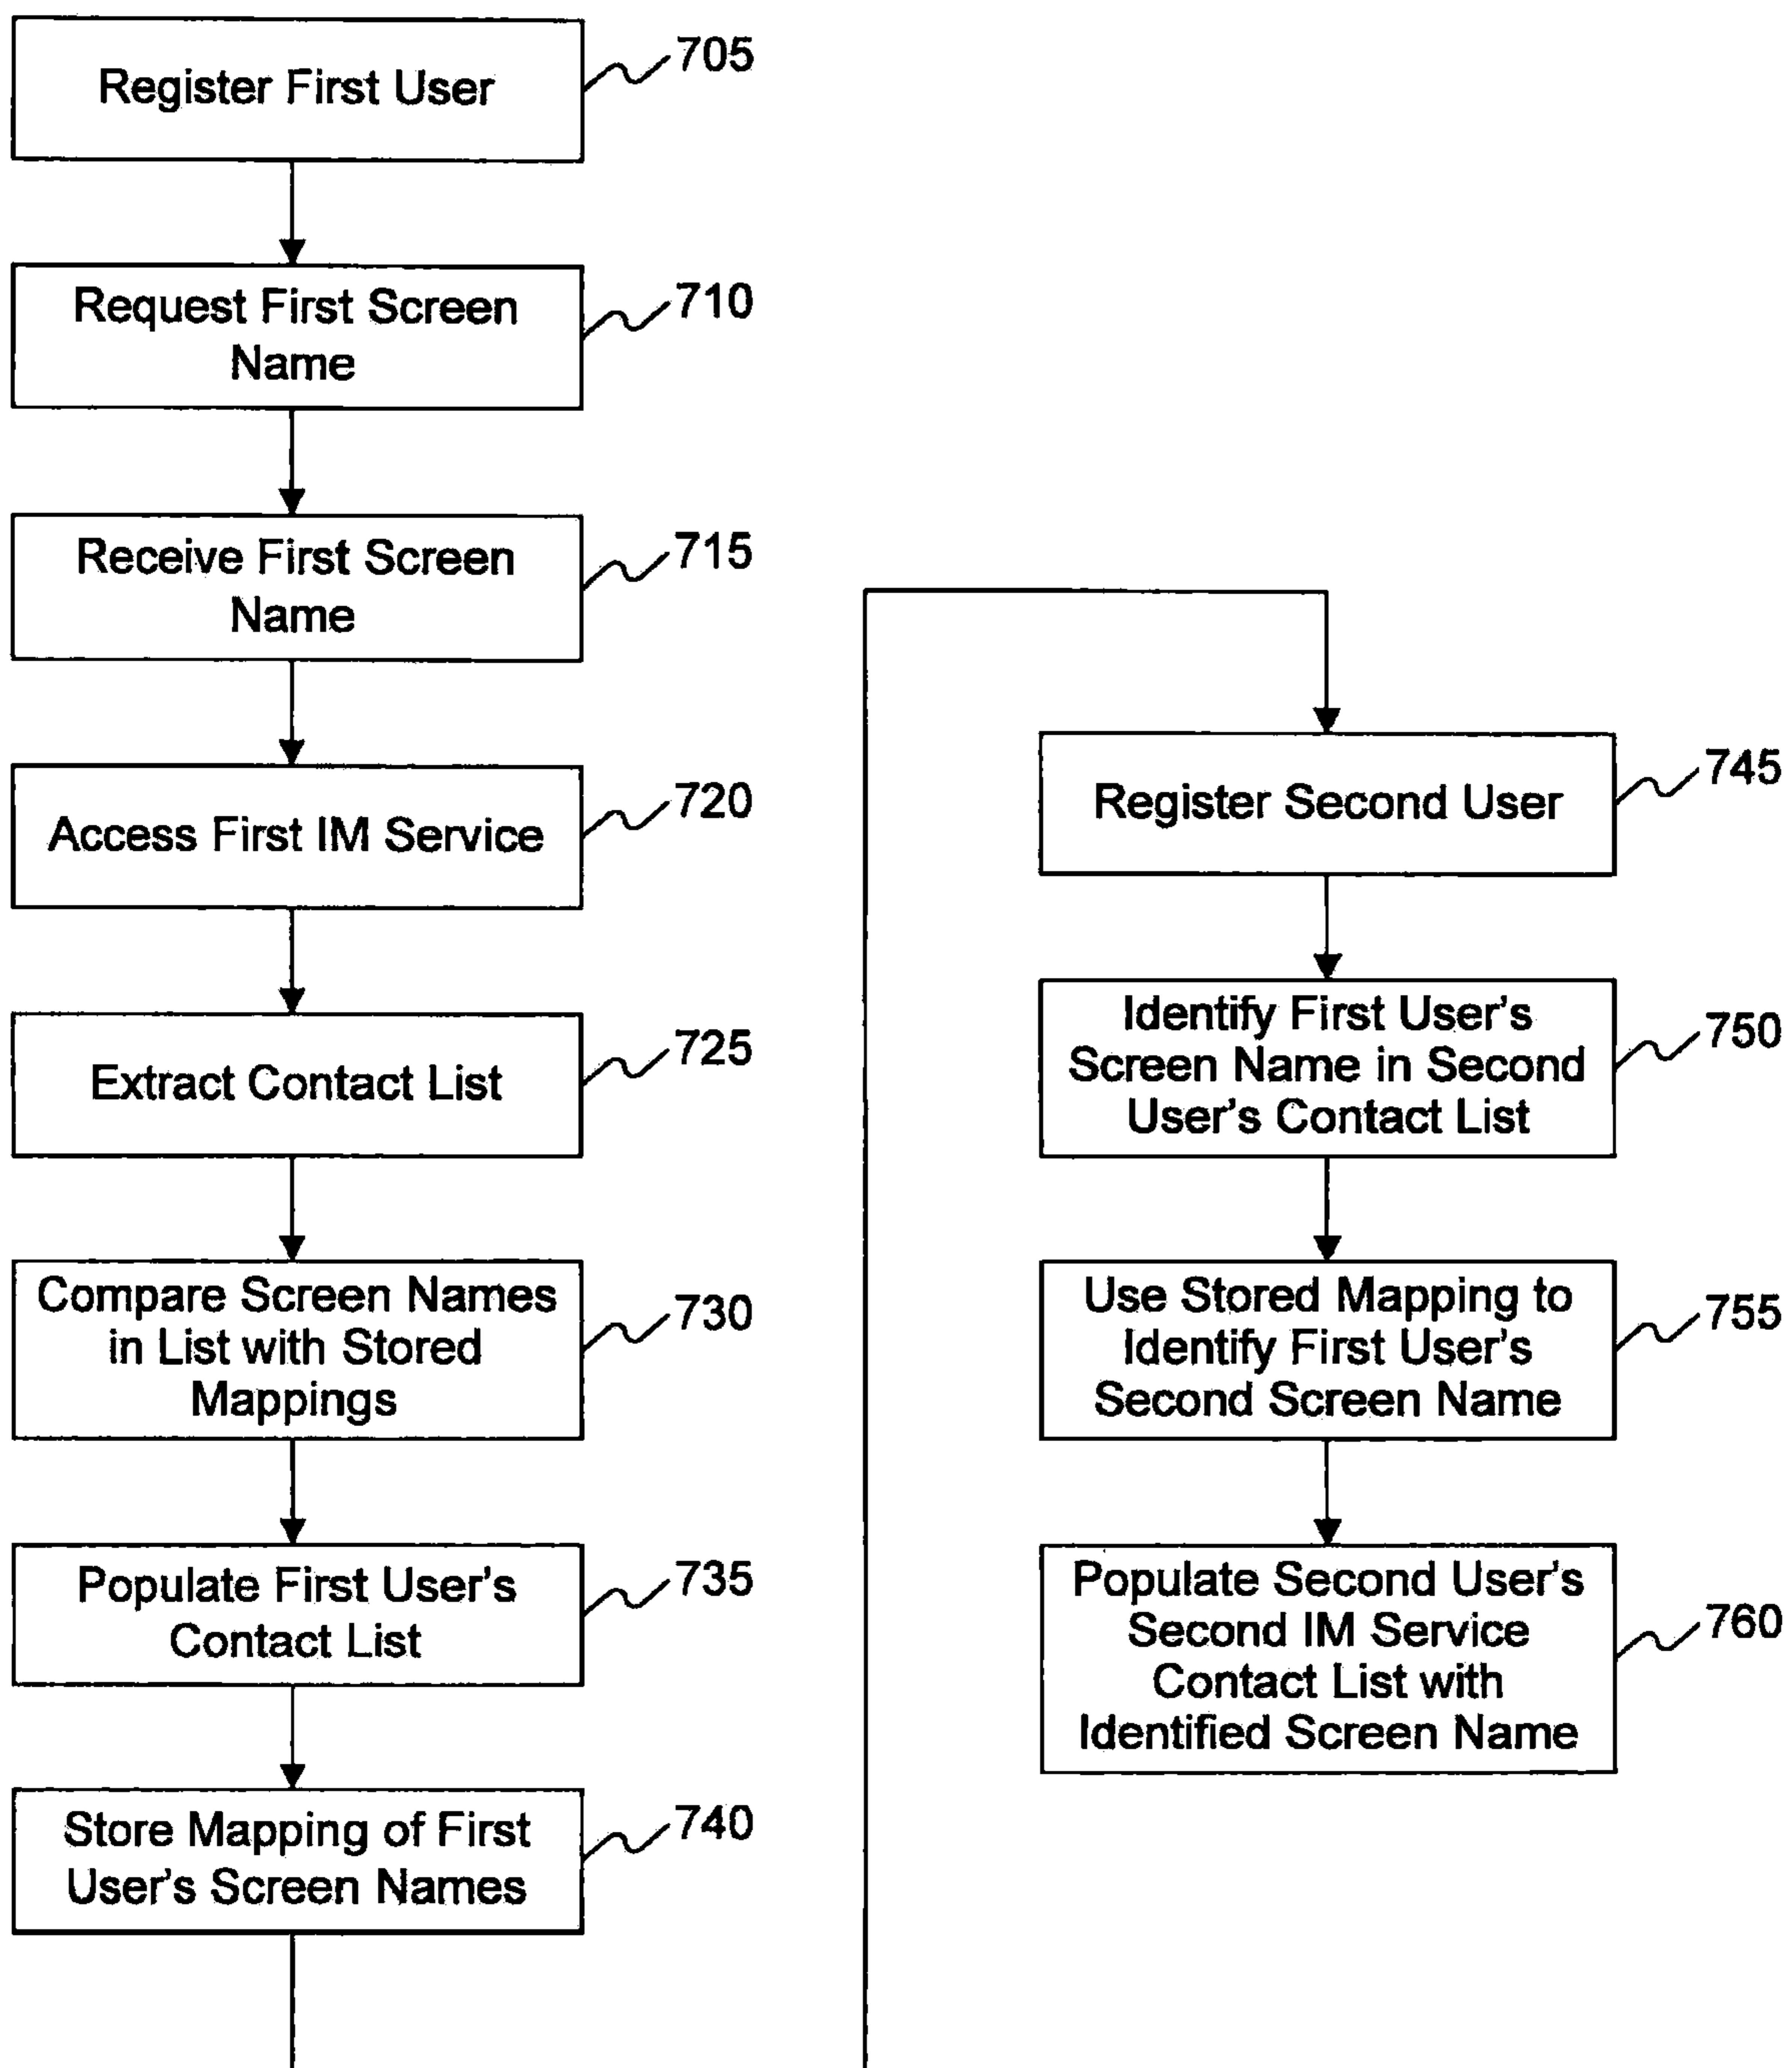 Register First User
705
Request First Screen
Name
710
Receive First Screen
Name
715
Access First IM Service
720
Extract Contact List
725
Compare Screen Names
in List with Stored
Mappings
730
Populate First User's
Contact List
735
Store Mapping of First
User's Screen Names
740
Register Second User
745
Identify First User's
Screen Name in Second
User's Contact List
750
Use Stored Mapping to
Identify First User's
Second Screen Name
755
Populate Second User's
Second IM Service
Contact List with
Identified Screen Name
760